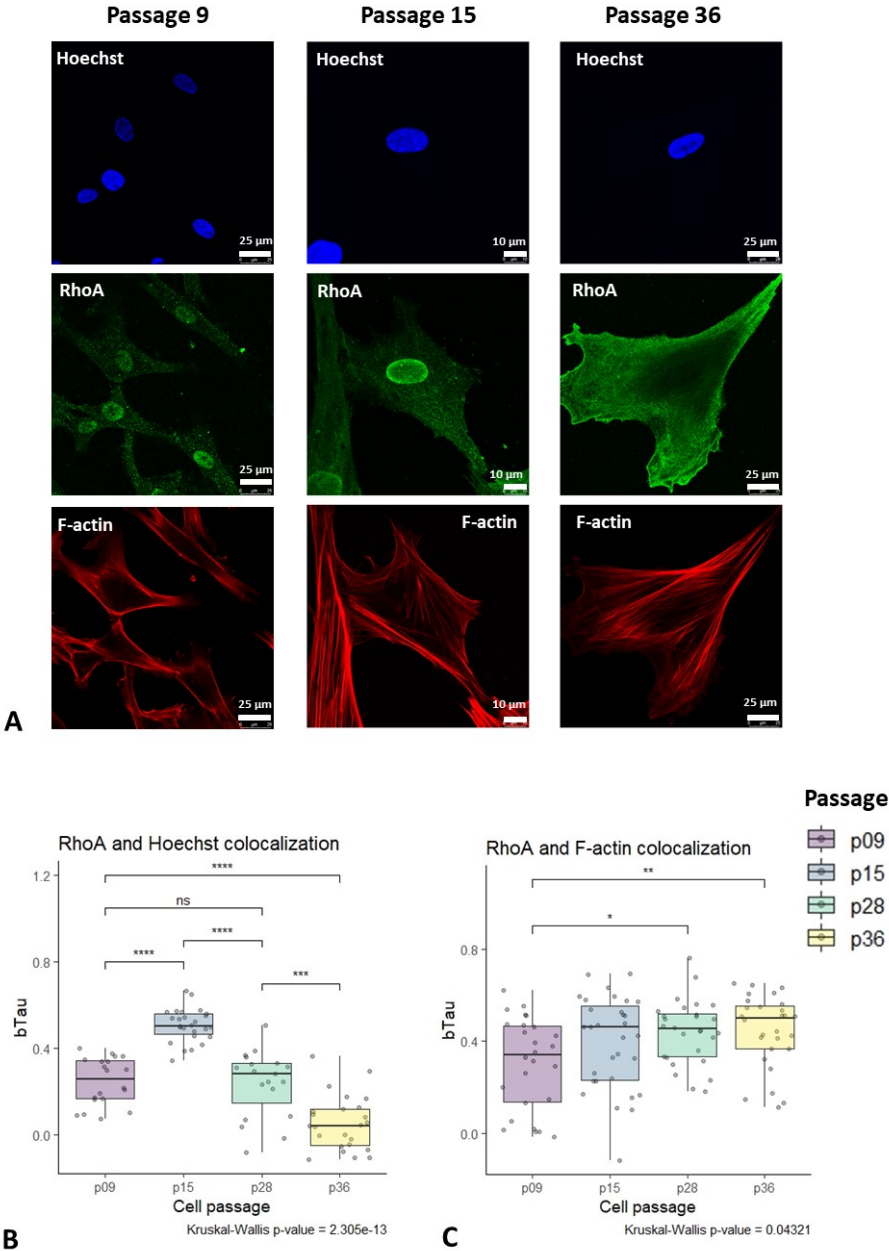 Passage 9 Passage 15 Passage 36
Hoechst Hoechst Hoechst
25 µm 10 µm 25 µm
RhoA RhoA RhoA
25 µm 10 µm 25 µm
F-actin F-actin F-actin
25 µm 10 µm 25 µm
A
Passage
p09
p15
p28
p36
RhoA and Hoechst colocalization
bTau
1.2
0.8
0.4
0.0
****
ns
****
****
***
p09 p15 p28 p36
Cell passage
Kruskal-Wallis p-value = 2.305e-13
B
RhoA and F-actin colocalization
bTau
0.8
0.4
0.0
**
*
p09 p15 p28 p36
Cell passage
Kruskal-Wallis p-value = 0.04321
C